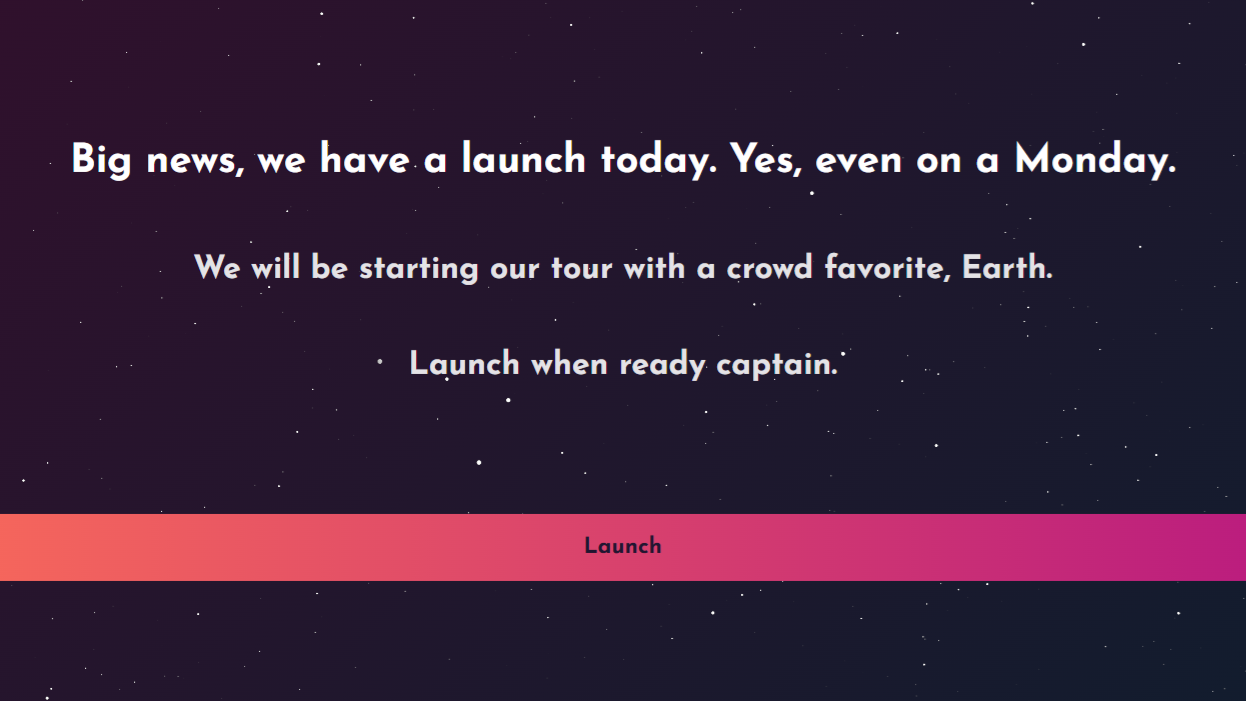 Big news, we have a launch today. Yes, even on a Monday.
We will be starting our tour with a crowd favorite, Earth.
Launch when ready captain.
Launch